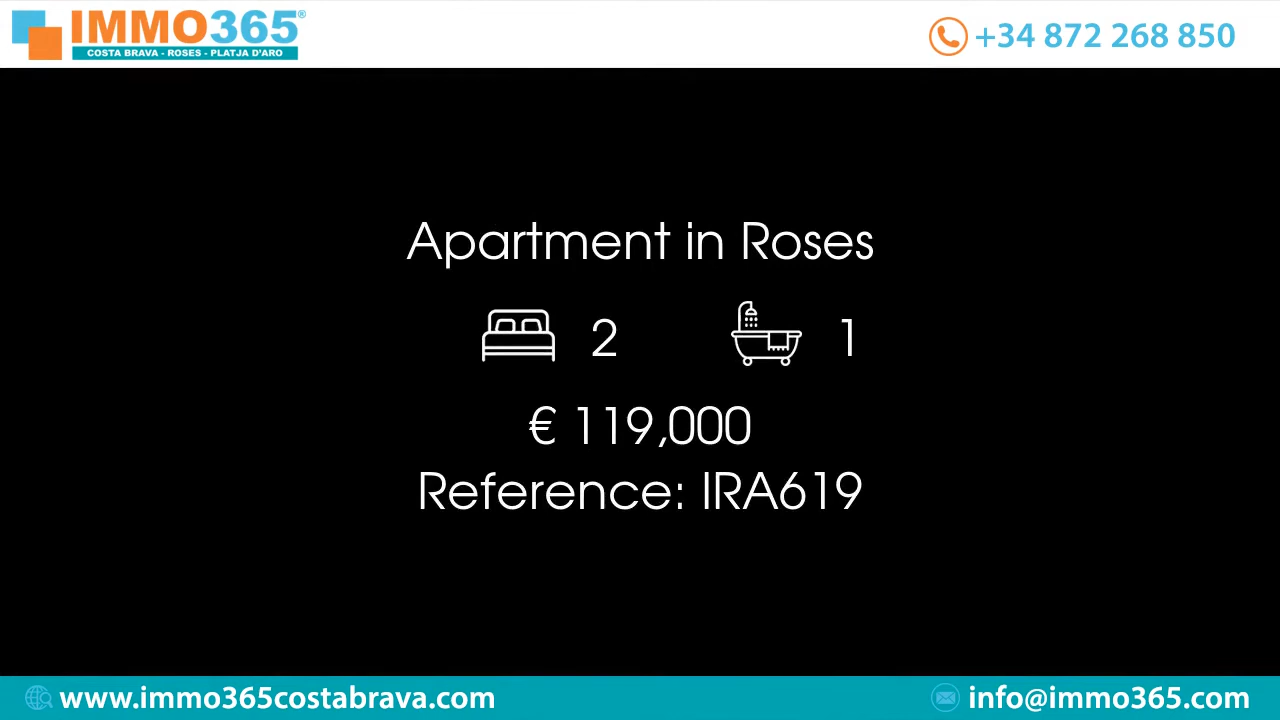 IMMO365®
COSTA BRAVA - ROSES - PLATJA D'ARO
+34 872 268 850
Apartment in Roses
2 1
€ 119,000
Reference: IRA619
www.immo365costabrava.com
info@immo365.com